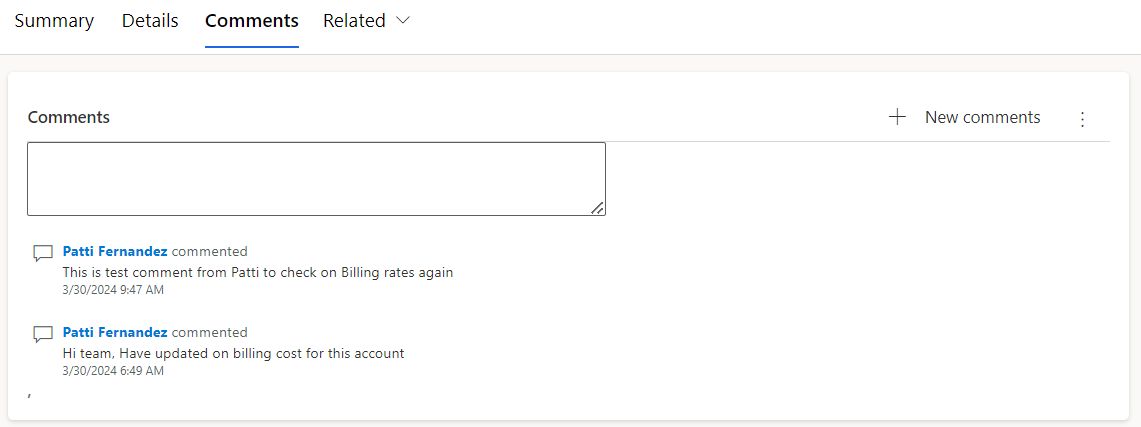 Summary Details Comments Related
Comments + New comments
Patti Fernandez commented
This is test comment from Patti to check on Billing rates again
3/30/2024 9:47 AM
Patti Fernandez commented
Hi team, Have updated on billing cost for this account
3/30/2024 6:49 AM
,